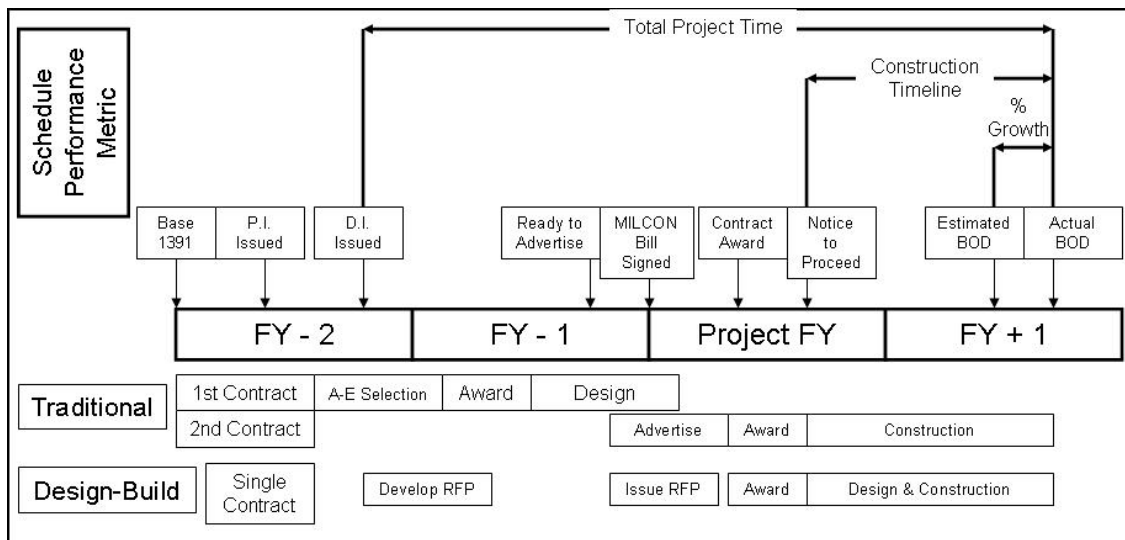 Total Project Time
Schedule
Performance
Metric
Construction
Timeline
%
Growth
Base
1391
P.I.
Issued
D.I.
Issued
Ready to
Advertise
MILCON
Bill
Signed
Contract
Award
Notice
to
Proceed
Estimated
BOD
Actual
BOD
FY - 2
FY - 1
Project FY
FY + 1
Traditional
1st Contract
A-E Selection
Award
Design
2nd Contract
Advertise
Award
Construction
Design-Build
Single
Contract
Develop RFP
Issue RFP
Award
Design & Construction